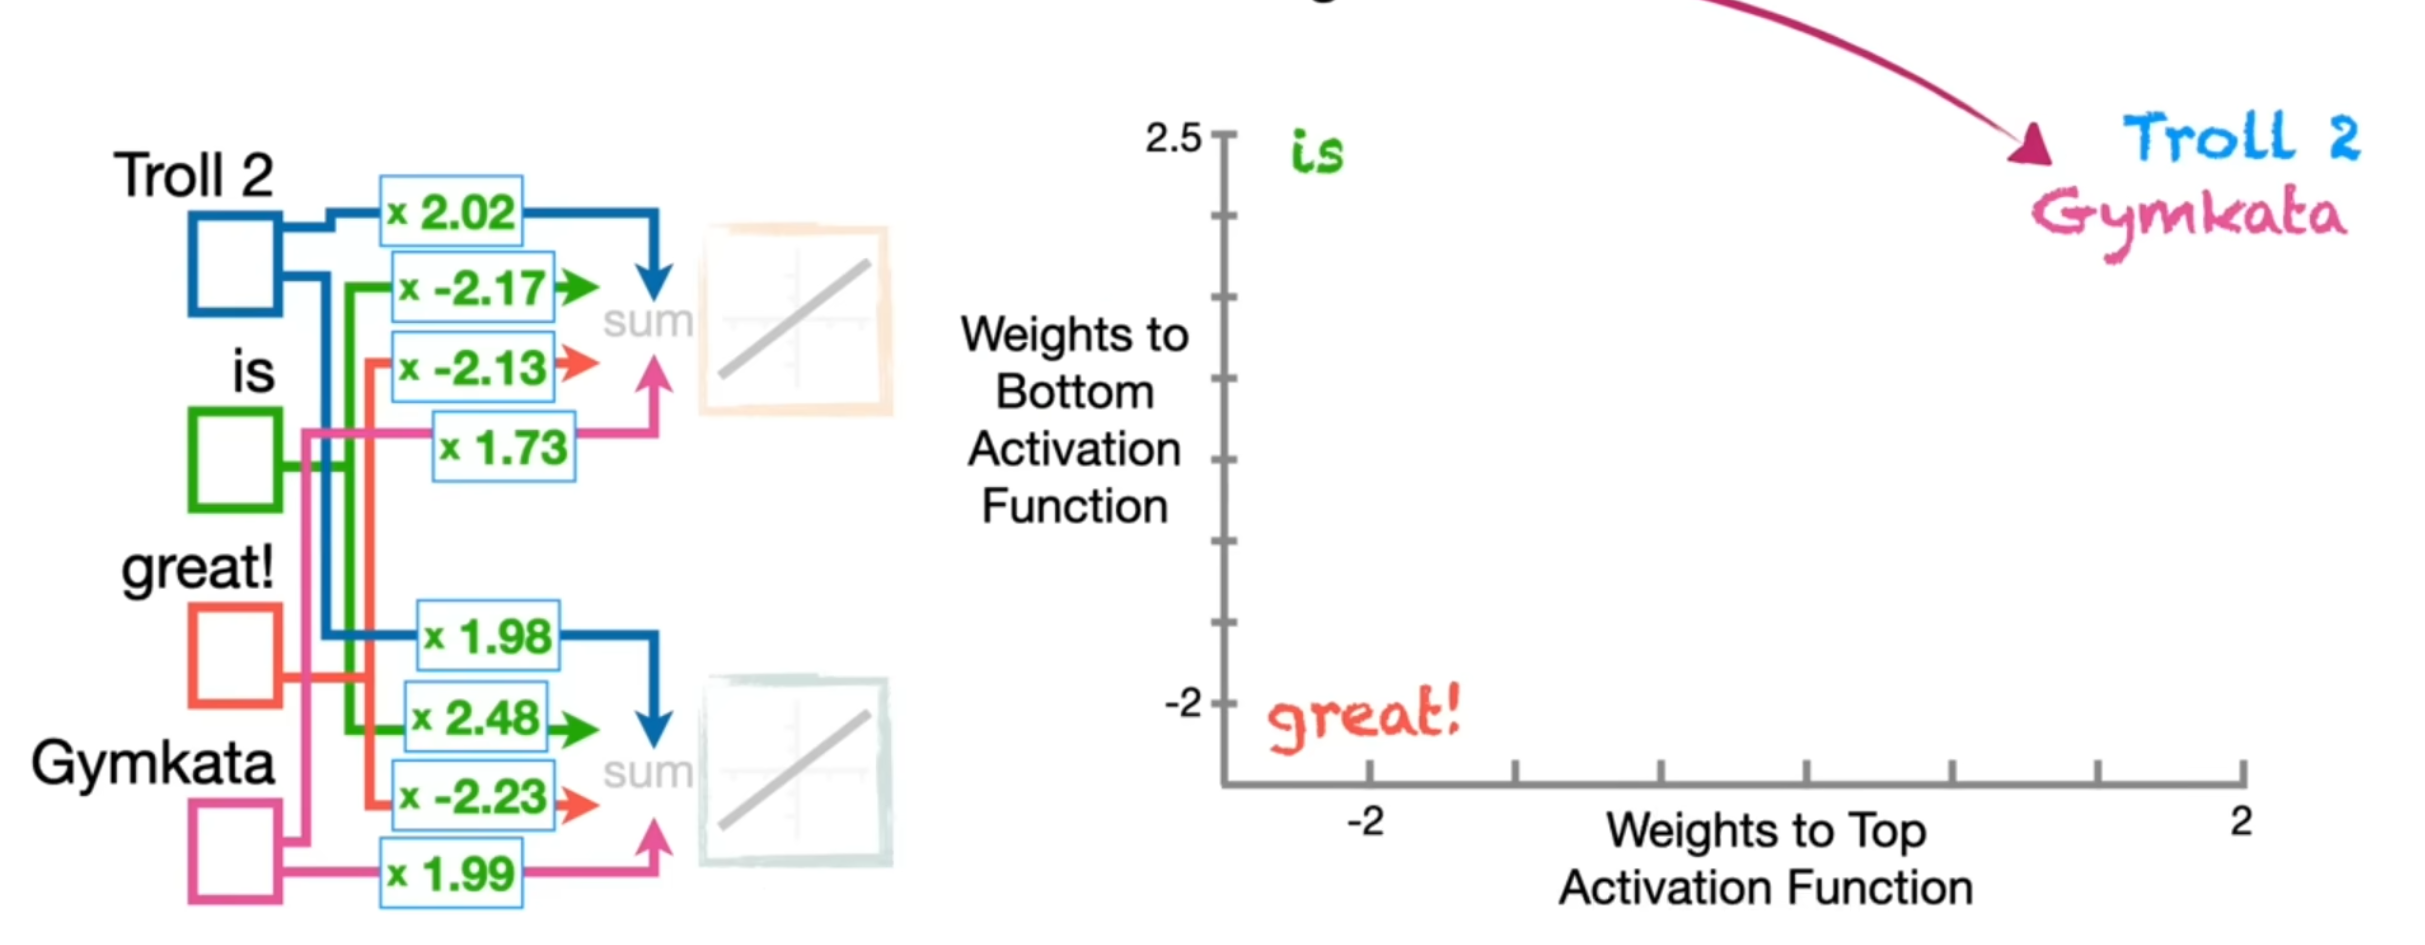 Troll 2
x 2.02
x -2.17
sum
x -2.13
is
x 1.73
great!
x 1.98
x 2.48
sum
x -2.23
Gymkata
x 1.99
2.5
is
Troll 2
Gymkata
Weights to
Bottom
Activation
Function
-2
great!
-2
2
Weights to Top
Activation Function